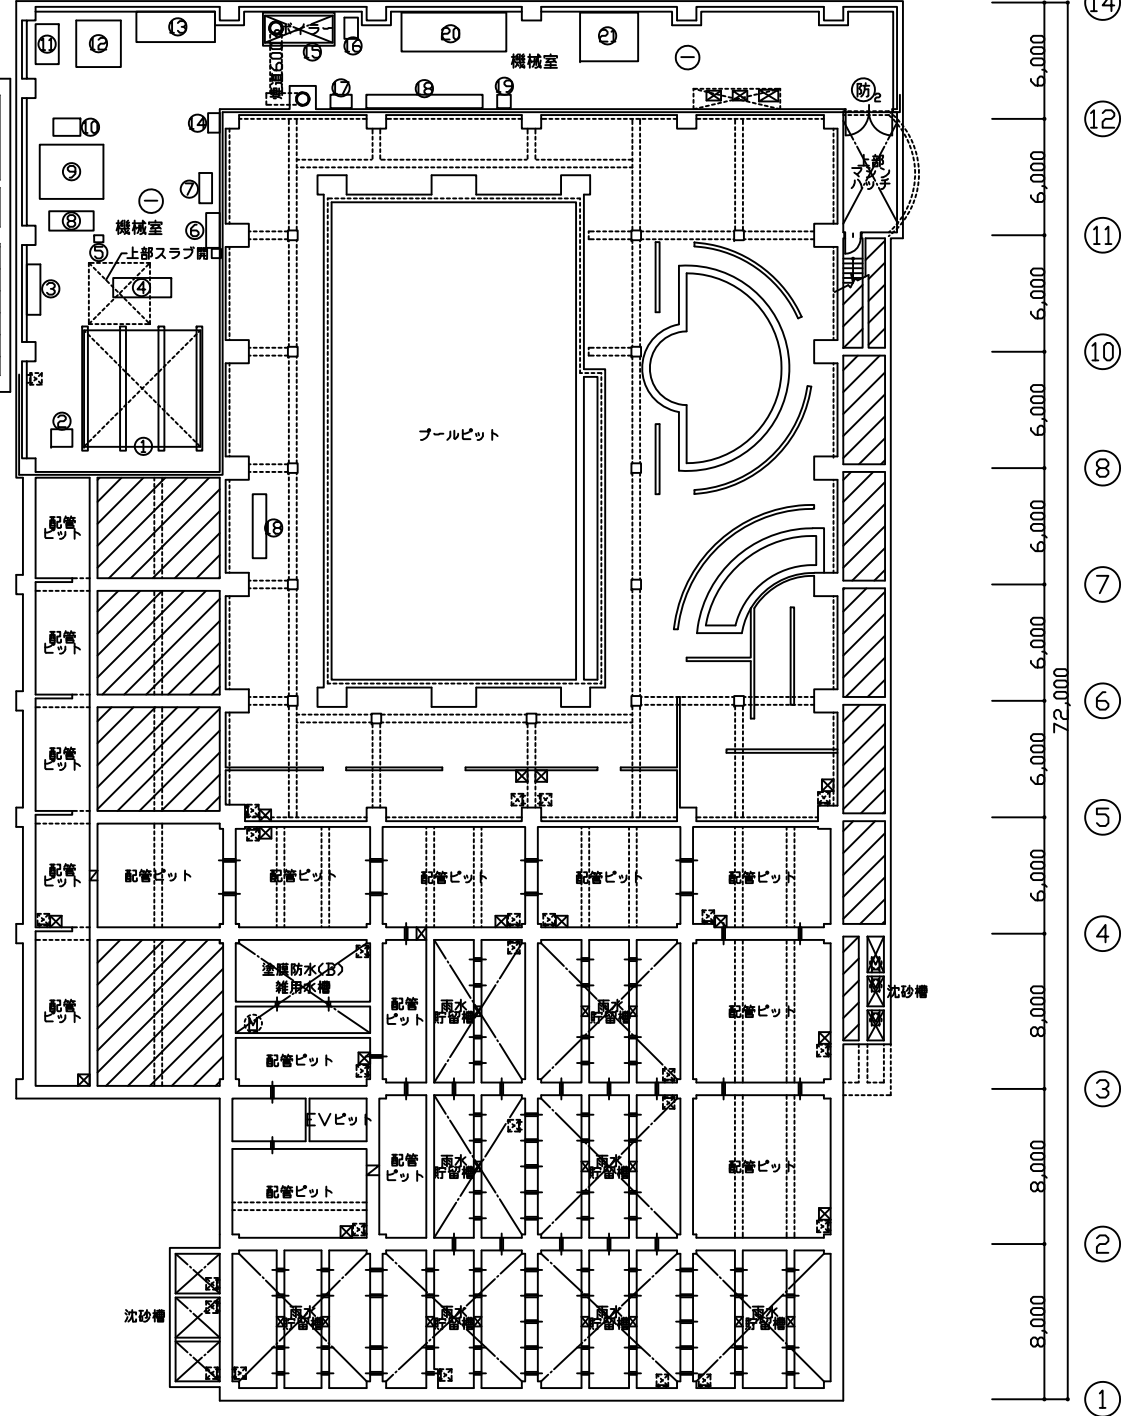 14
13
ボイラー
20
21
11
12
15
16
機械室
一
6,000
煙道
17
18
19
防2
12
10
14
上部
マシン
ハッチ
6,000
9
7
一
8
6
機械室
11
5
上部スラブ開口
3
4
6,000
10
2
プールピット
6,000
1
8
配管
ピット
18
6,000
7
配管
ピット
6,000
72,000
6
配管
ピット
6,000
5
配管
ピット
配管ピット
配管ピット
配管ピット
配管ピット
配管ピット
6,000
4
塗膜防水(B)
雑用水槽
M
M
M
M
沈砂槽
配管
ピット
配管
ピット
雨水
貯留槽
雨水
貯留槽
配管ピット
8,000
配管ピット
3
EVピット
配管
ピット
雨水
貯留槽
雨水
貯留槽
配管ピット
8,000
配管ピット
2
沈砂槽
雨水
貯留槽
雨水
貯留槽
雨水
貯留槽
雨水
貯留槽
8,000
1